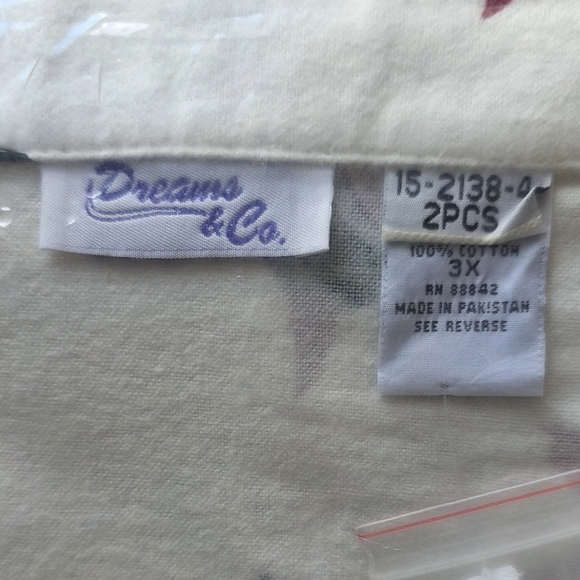 Dreams
& Co.
15-2138-4
2PCS
100% COTTON
3X
RN 88842
MADE IN PAKISTAN
SEE REVERSE